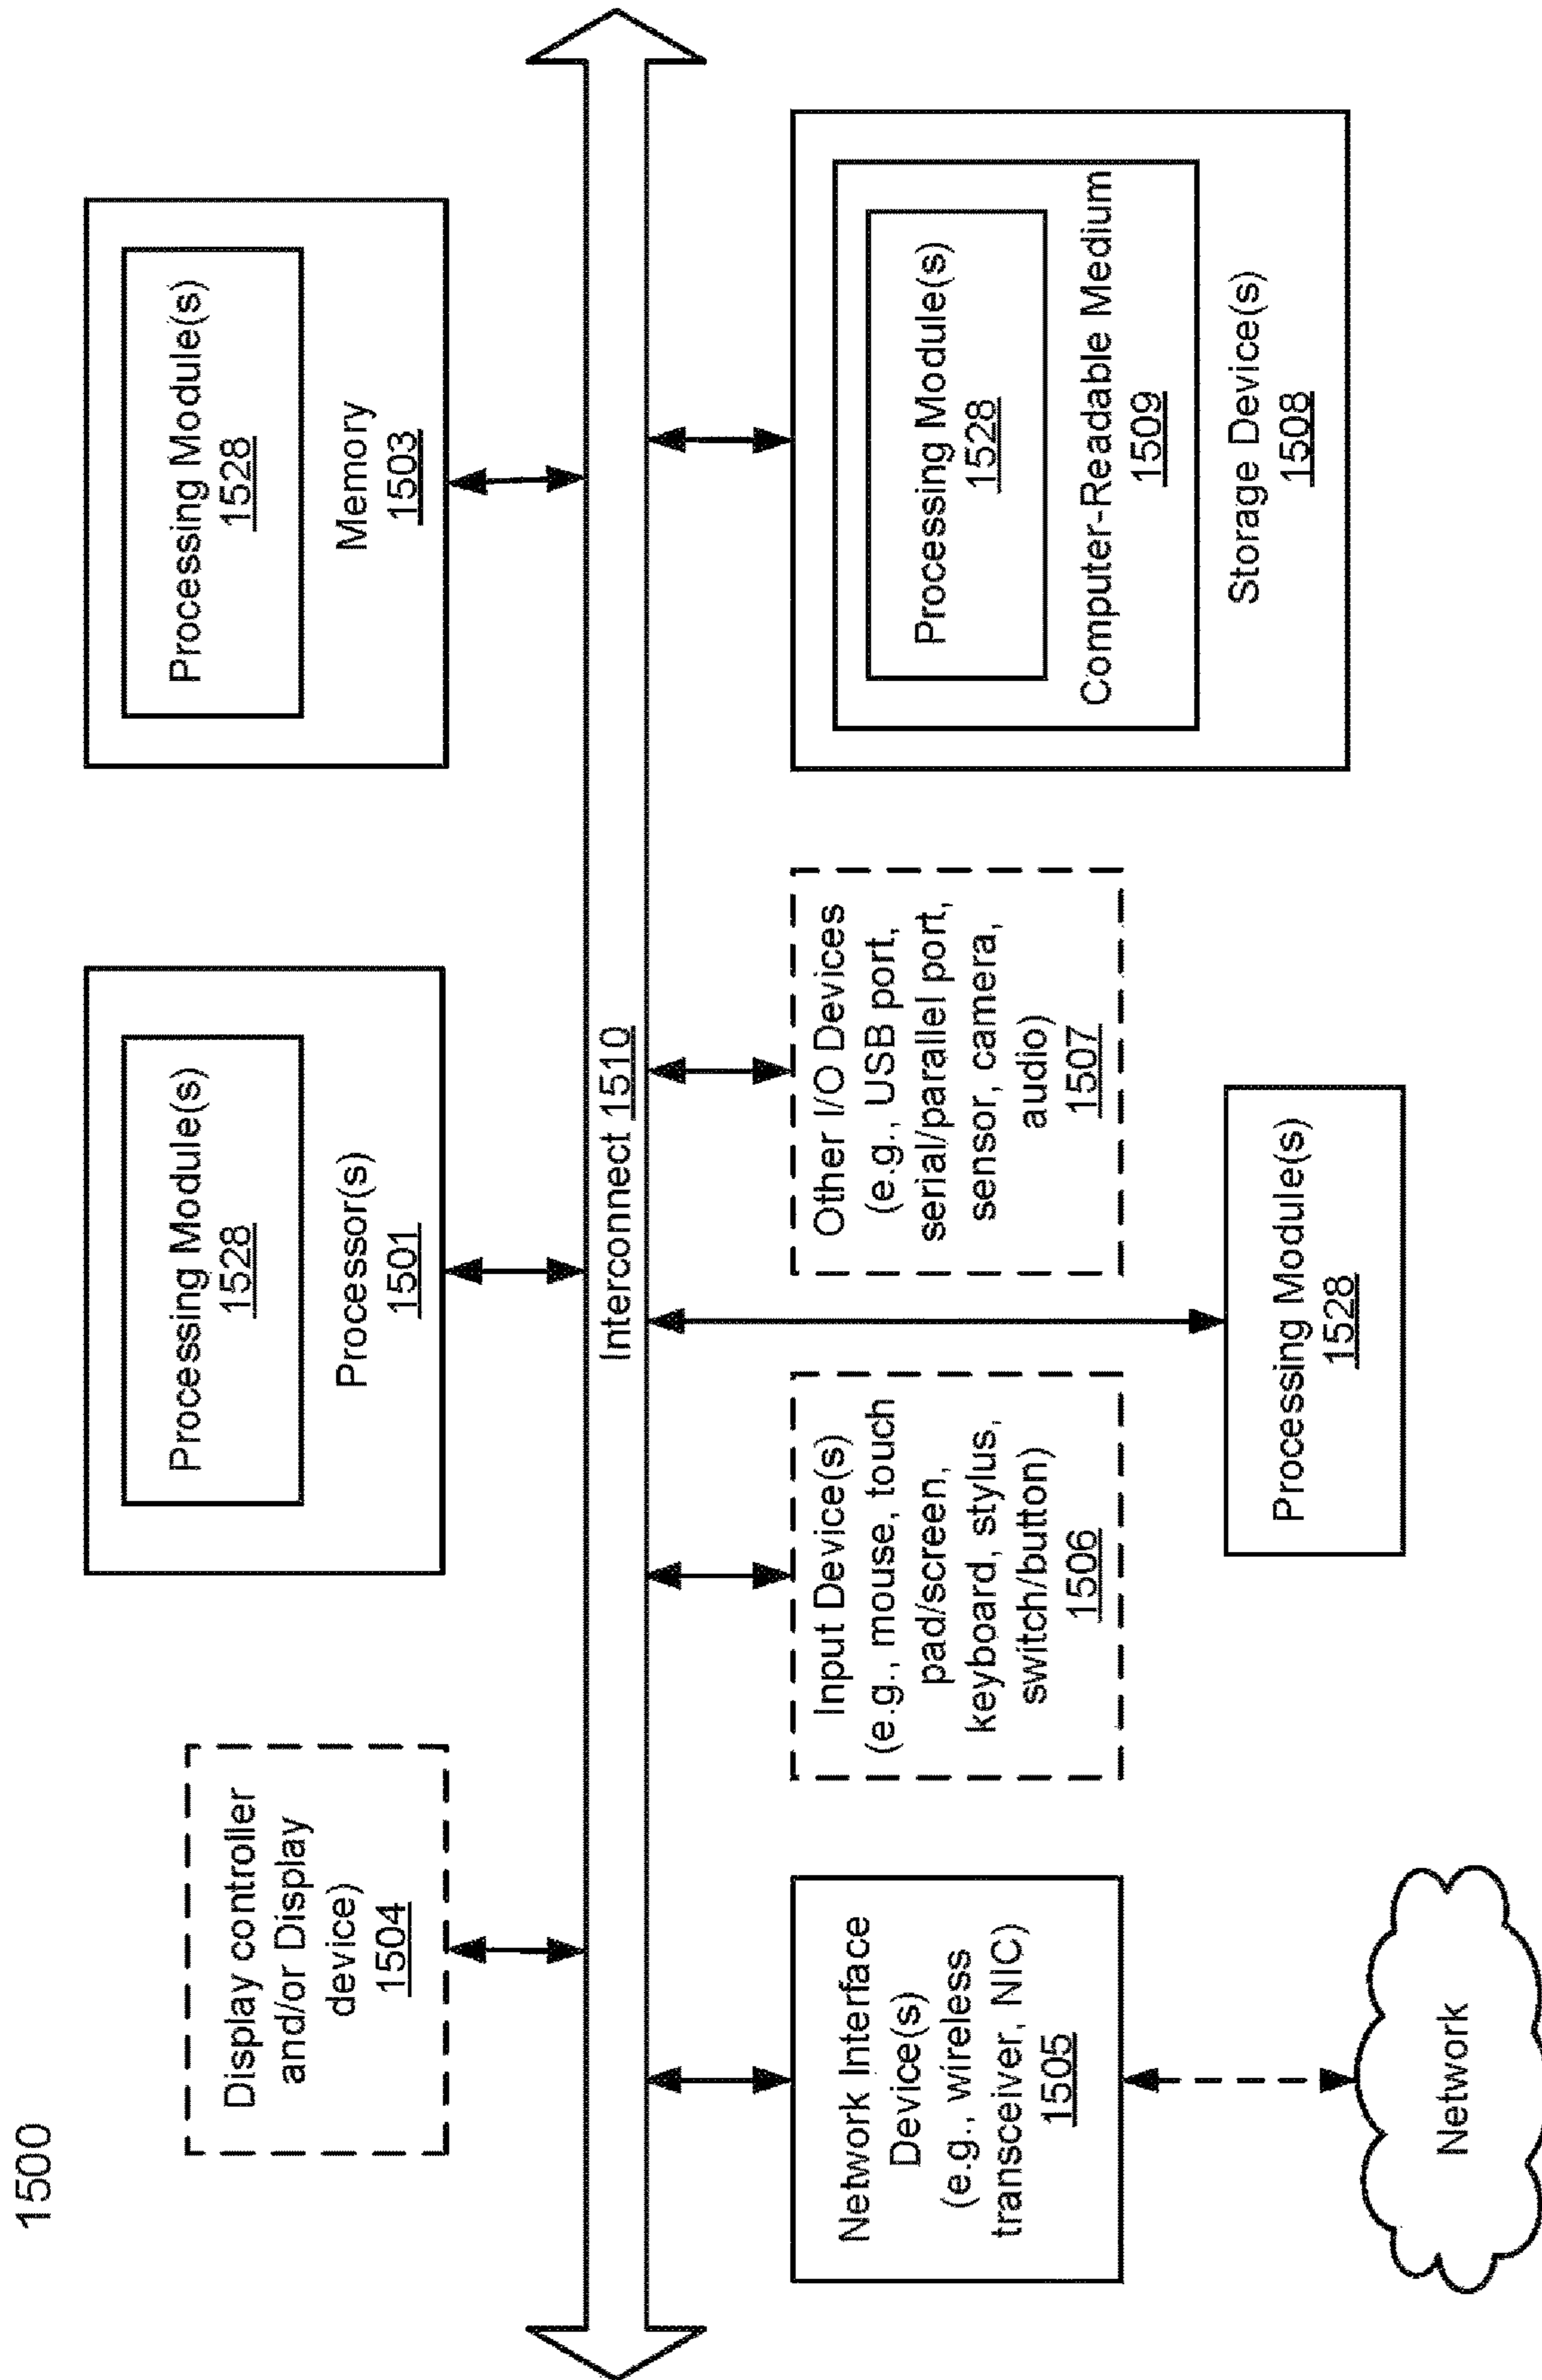 1500
Display controller
and/or Display
device)
1504
Processing Module(s)
1528
Processor(s)
1501
Processing Module(s)
1528
Memory
1503
Interconnect 1510
Network Interface
Device(s)
(e.g., wireless
transceiver, NIC)
1505
Input Device(s)
(e.g., mouse, touch
pad/screen,
keyboard, stylus,
switch/button)
1506
Other I/O Devices
(e.g., USB port,
serial/parallel port,
sensor, camera,
audio)
1507
Processing Module(s)
1528
Computer-Readable Medium
1509
Storage Device(s)
1508
Processing Module(s)
1528
Network